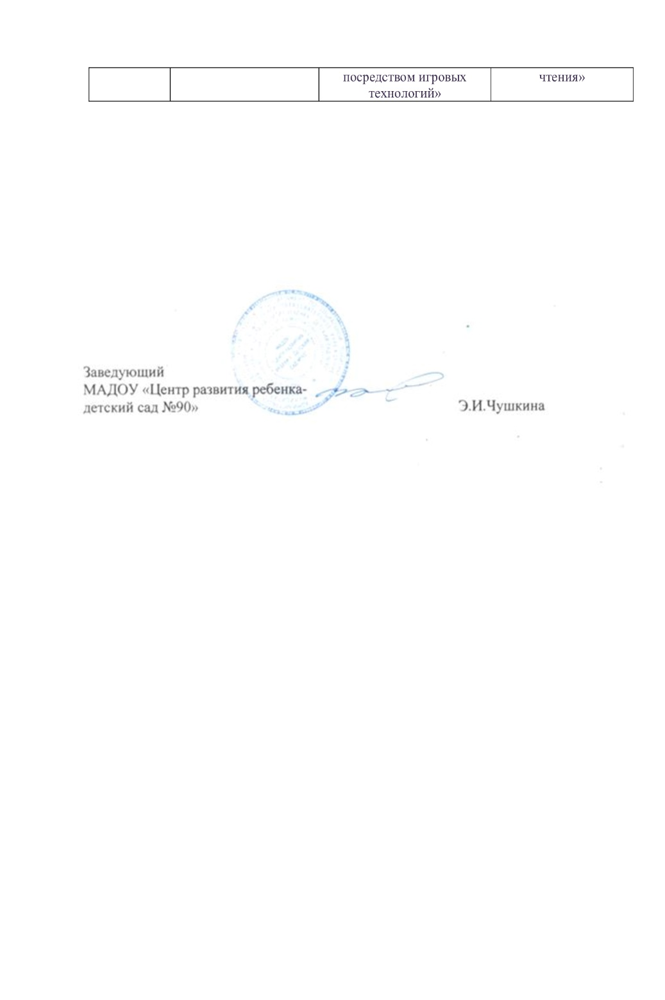 посредством игровых
технологий»
чтения»
Заведующий
МАДОУ «Центр развития ребенка-
детский сад №90»
Э.И.Чушкина